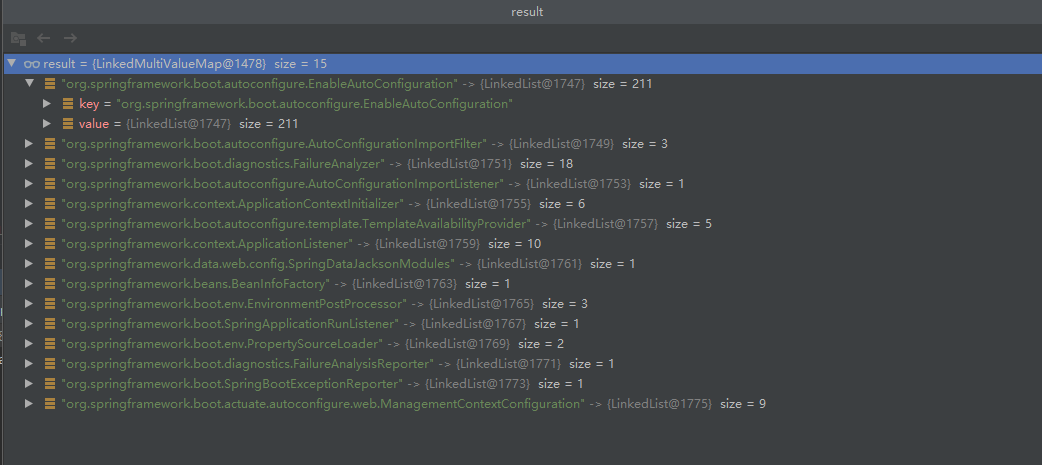 result
result = {LinkedMultiValueMap@1478} size = 15
"org.springframework.boot.autoconfigure.EnableAutoConfiguration" -> {LinkedList@1747} size = 211
key = "org.springframework.boot.autoconfigure.EnableAutoConfiguration"
value = {LinkedList@1747} size = 211
"org.springframework.boot.autoconfigure.AutoConfigurationImportFilter" -> {LinkedList@1749} size = 3
"org.springframework.boot.diagnostics.FailureAnalyzer" -> {LinkedList@1751} size = 18
"org.springframework.boot.autoconfigure.AutoConfigurationImportListener" -> {LinkedList@1753} size = 1
"org.springframework.context.ApplicationContextInitializer" -> {LinkedList@1755} size = 6
"org.springframework.boot.autoconfigure.template.TemplateAvailabilityProvider" -> {LinkedList@1757} size = 5
"org.springframework.context.ApplicationListener" -> {LinkedList@1759} size = 10
"org.springframework.data.web.config.SpringDataJacksonModules" -> {LinkedList@1761} size = 1
"org.springframework.beans.BeanInfoFactory" -> {LinkedList@1763} size = 1
"org.springframework.boot.env.EnvironmentPostProcessor" -> {LinkedList@1765} size = 3
"org.springframework.boot.SpringApplicationRunListener" -> {LinkedList@1767} size = 1
"org.springframework.boot.env.PropertySourceLoader" -> {LinkedList@1769} size = 2
"org.springframework.boot.diagnostics.FailureAnalysisReporter" -> {LinkedList@1771} size = 1
"org.springframework.boot.SpringBootExceptionReporter" -> {LinkedList@1773} size = 1
"org.springframework.boot.actuate.autoconfigure.web.ManagementContextConfiguration" -> {LinkedList@1775} size = 9